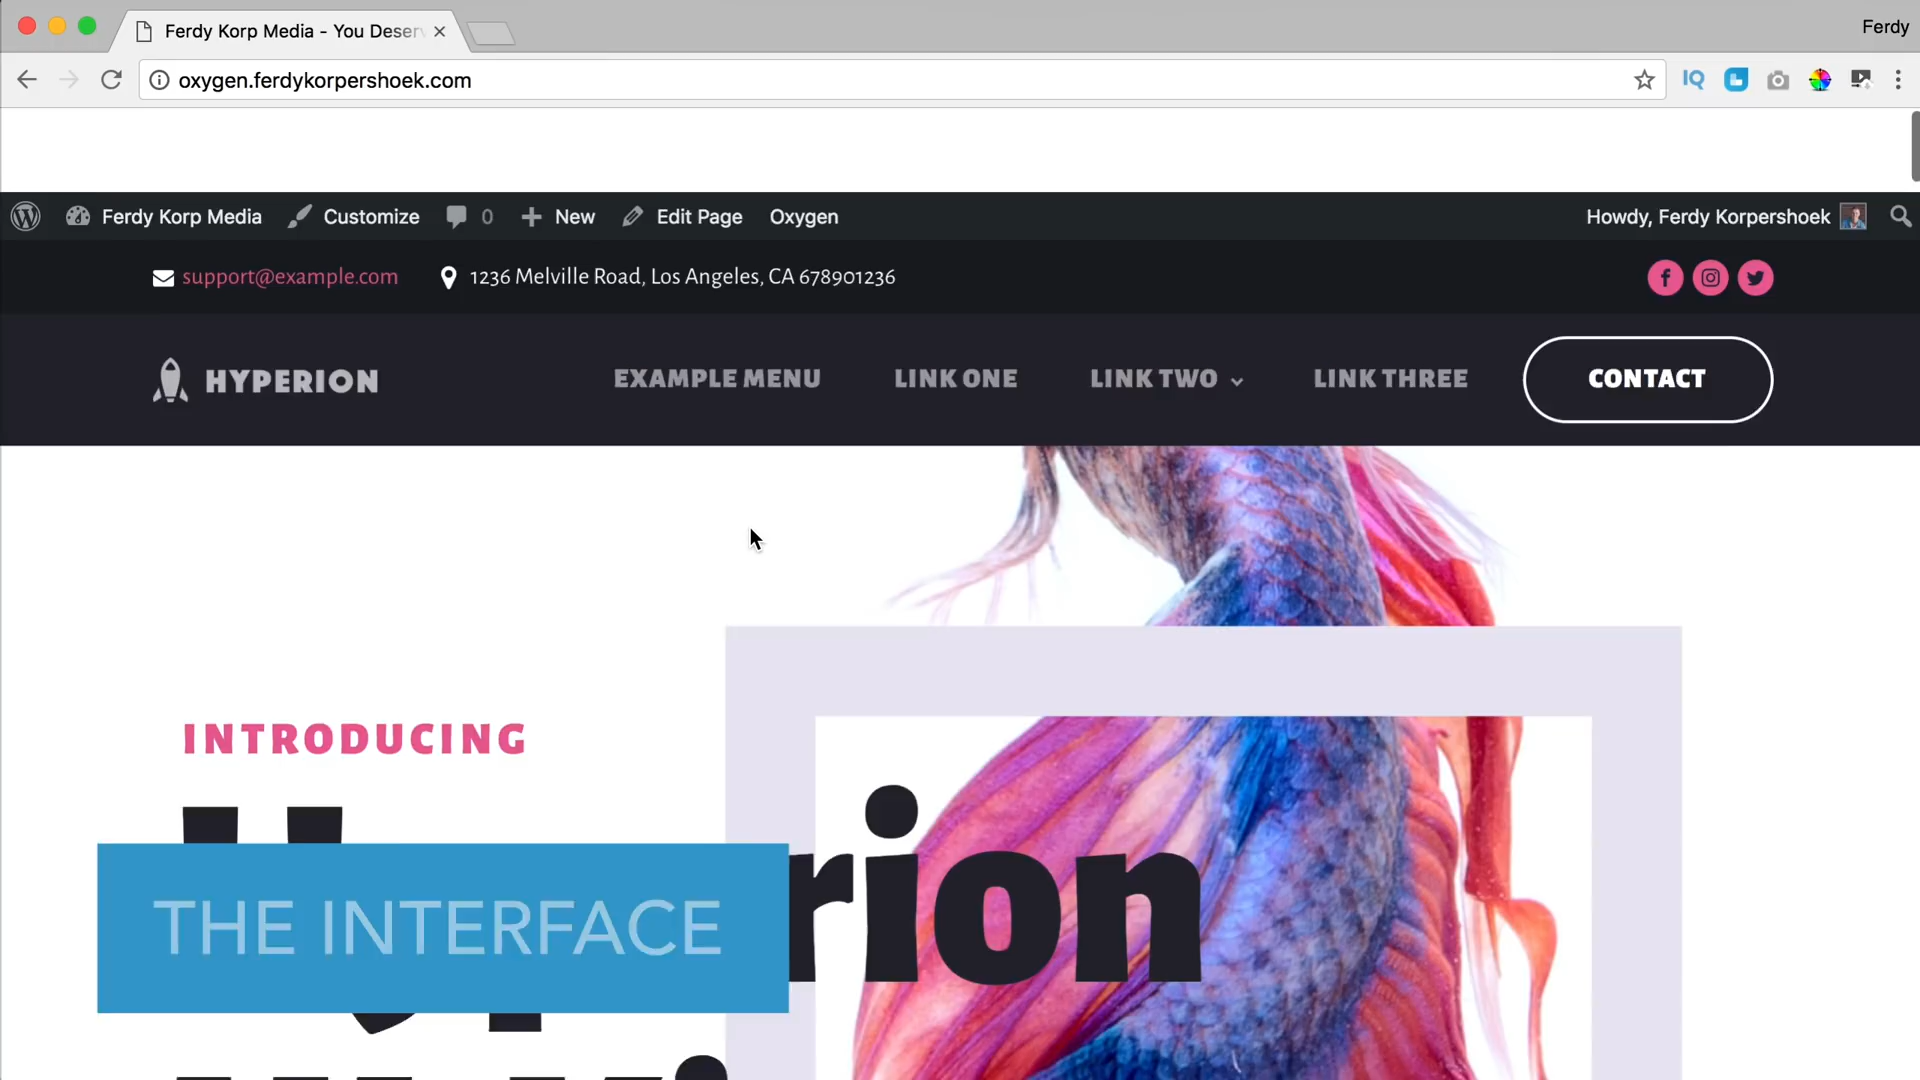 Ferdy Korp Media - You Deserv
Ferdy
oxygen.ferdykorpershoek.com
IQ
Ferdy Korp Media Customize 0 New Edit Page Oxygen Howdy, Ferdy Korpershoek
support@example.com 1236 Melville Road, Los Angeles, CA 678901236
HYPERION EXAMPLE MENU LINK ONE LINK TWO LINK THREE CONTACT
INTRODUCING
rion
THE INTERFACE